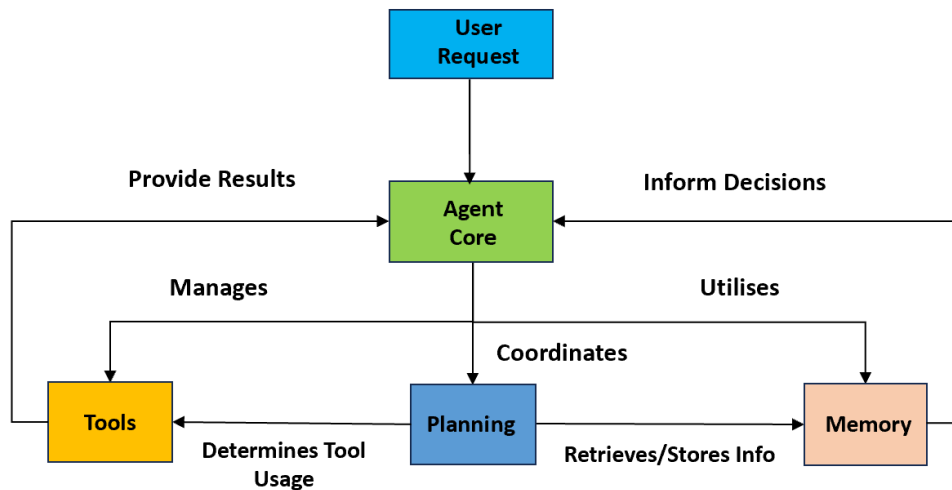 User
Request
Provide Results
Inform Decisions
Agent
Core
Manages
Utilises
Coordinates
Tools
Planning
Memory
Determines Tool
Usage
Retrieves/Stores Info